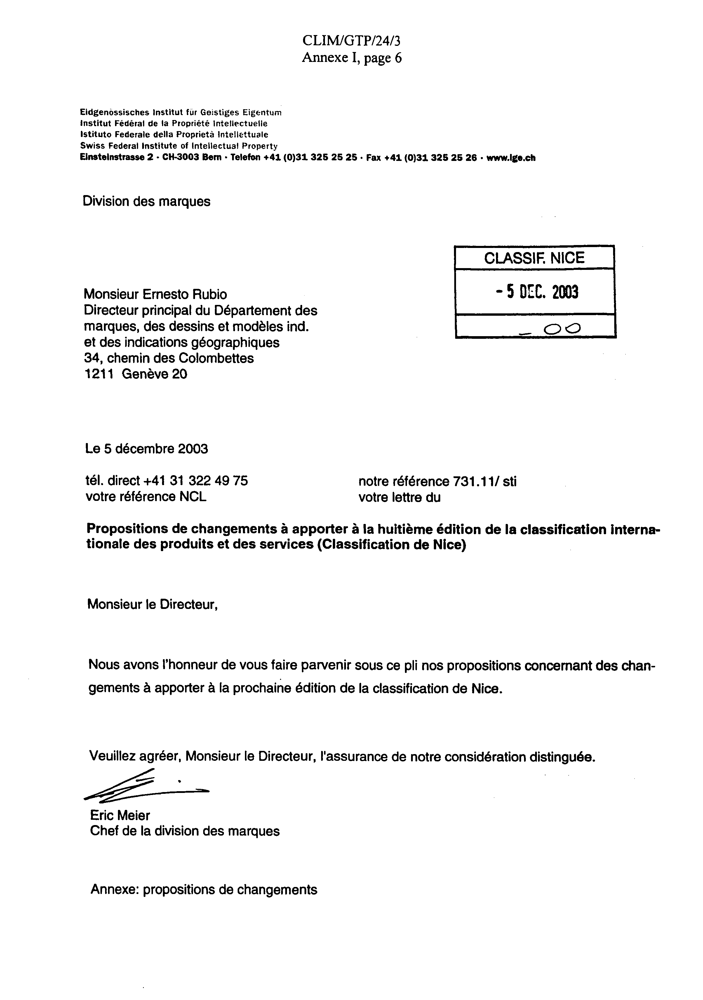 CLIM/GTP/24/3
Annexe I, page 6
Eidgenössisches Institut für Geistiges Eigentum
Institut Fédéral de la Propriété Intellectuelle
Istituto Federale della Proprietà Intellettuale
Swiss Federal Institute of Intellectual Property
Einsteinstrasse 2 · CH-3003 Bern · Telefon +41 (0)31 325 25 25 · Fax +41 (0)31 325 25 26 · www.ige.ch
Division des marques
CLASSIF. NICE
- 5 DEC. 2003
Monsieur Ernesto Rubio
Directeur principal du Département des
marques, des dessins et modèles ind.
et des indications géographiques
34, chemin des Colombettes
1211 Genève 20
Le 5 décembre 2003
tél. direct +41 31 322 49 75 notre référence 731.11/ sti
votre référence NCL votre lettre du
Propositions de changements à apporter à la huitième édition de la classification interna-
tionale des produits et des services (Classification de Nice)
Monsieur le Directeur,
Nous avons l'honneur de vous faire parvenir sous ce pli nos propositions concernant des chan-
gements à apporter à la prochaine édition de la classification de Nice.
Veuillez agréer, Monsieur le Directeur, l'assurance de notre considération distinguée.
Eric Meier
Chef de la division des marques
Annexe: propositions de changements